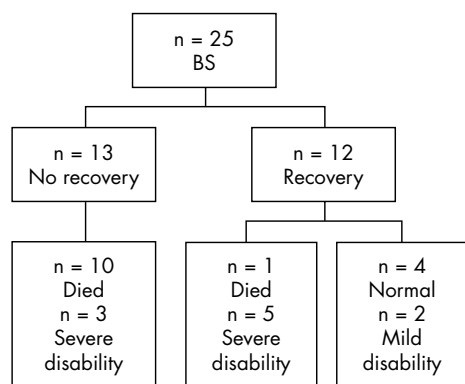 n = 25
BS
n = 13
No recovery
n = 12
Recovery
n = 10
Died
n = 3
Severe
disability
n = 1
Died
n = 5
Severe
disability
n = 4
Normal
n = 2
Mild
disability